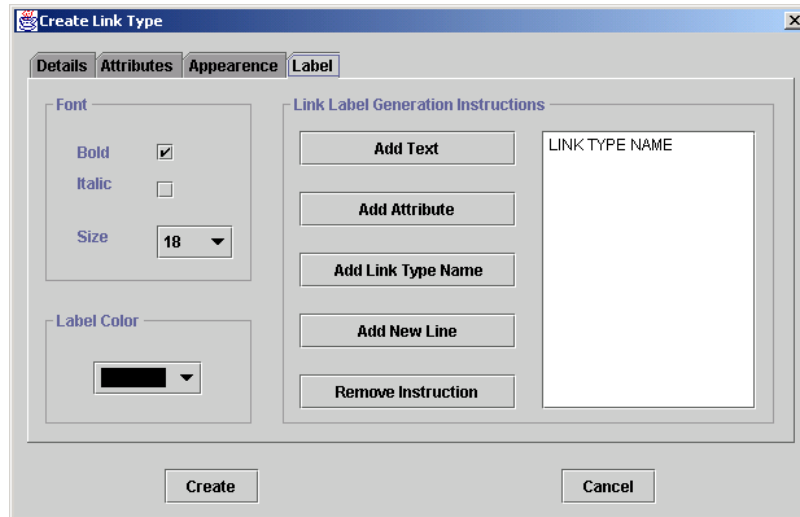 Create Link Type
Details Attributes Appearence Label
Font
Bold
Italic
Size 18
Label Color
Link Label Generation Instructions
Add Text
Add Attribute
Add Link Type Name
Add New Line
Remove Instruction
LINK TYPE NAME
Create Cancel